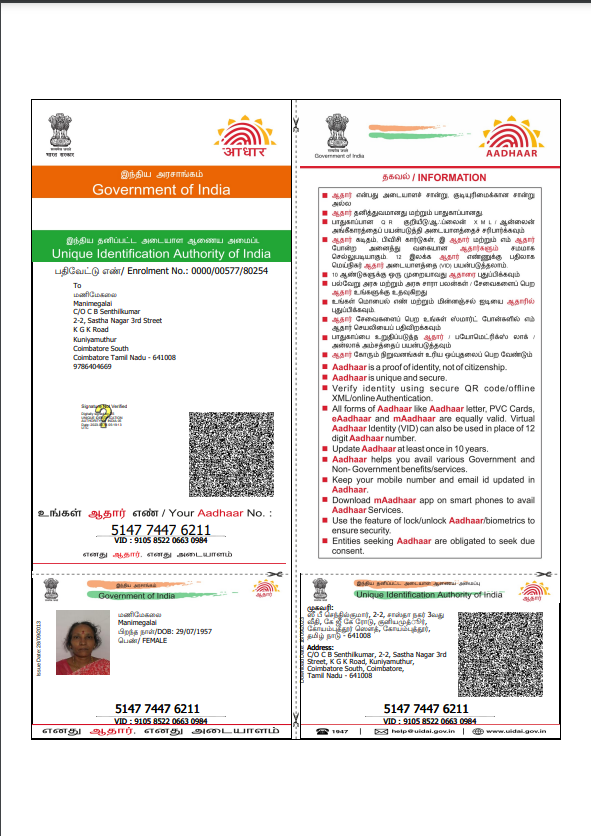 भारत सरकार
आधार
இந்திய அரசாங்கம்
Government of India
இந்திய தனிப்பட்ட அடையாள ஆணைய அமைப்பு
Unique Identification Authority of India
பதிவேட்டு எண்/ Enrolment No.: 0000/00577/80254
To
மணிமேகலை
Manimegalai
C/O C B Senthilkumar
2-2, Sastha Nagar 3rd Street
K G K Road
Kuniyamuthur
Coimbatore South
Coimbatore Tamil Nadu - 641008
9786404669
Signature Not Verified
உங்கள் ஆதார் எண் / Your Aadhaar No. :
5147 7447 6211
VID : 9105 8522 0663 0984
எனது ஆதார், எனது அடையாளம்
Government of India
AADHAAR
தகவல் / INFORMATION
ஆதார் என்பது அடையாளச் சான்று, குடியுரிமைக்கான சான்று
அல்ல
ஆதார் தனித்துவமானது மற்றும் பாதுகாப்பானது.
பாதுகாப்பான QR குறியீடு/ஆஃப்லைன் XML/ஆன்லைன்
அங்கீகாரத்தைப் பயன்படுத்தி அடையாளத்தைச் சரிபார்க்கவும்
ஆதார் கடிதம், பிவிசி கார்டுகள், இ ஆதார் மற்றும் எம் ஆதார்
போன்ற அனைத்து வகையான ஆதார்களும் சமமாக
செல்லுபடியாகும். 12 இலக்க ஆதார் எண்ணுக்கு பதிலாக
மெய்நிகர் ஆதார் அடையாளத்தை (VID) பயன்படுத்தலாம்.
10 ஆண்டுகளுக்கு ஒரு முறையாவது ஆதாரை புதுப்பிக்கவும்
பல்வேறு அரசு மற்றும் அரசு சாரா பலன்கள் / சேவைகளைப் பெற
ஆதார் உங்களுக்கு உதவுகிறது
உங்கள் மொபைல் எண் மற்றும் மின்னஞ்சல் ஐடியை ஆதாரில்
புதுப்பிக்கவும்.
ஆதார் சேவைகளைப் பெற உங்கள் ஸ்மார்ட் போன்களில் எம்
ஆதார் செயலியைப் பதிவிறக்கவும்
பாதுகாப்பை உறுதிப்படுத்த ஆதார் / பயோமெட்ரிக்ஸ் லாக் /
அன்லாக் அம்சத்தைப் பயன்படுத்தவும்
ஆதார் கோரும் நிறுவனங்கள் உரிய ஒப்புதலைப் பெற வேண்டும்
Aadhaar is a proof of identity, not of citizenship.
Aadhaar is unique and secure.
Verify identity using secure QR code/offline
XML/online Authentication.
All forms of Aadhaar like Aadhaar letter, PVC Cards,
eAadhaar and mAadhaar are equally valid. Virtual
Aadhaar Identity (VID) can also be used in place of 12
digit Aadhaar number.
Update Aadhaar at least once in 10 years.
Aadhaar helps you avail various Government and
Non- Government benefits/services.
Keep your mobile number and email id updated in
Aadhaar.
Download mAadhaar app on smart phones to avail
Aadhaar Services.
Use the feature of lock/unlock Aadhaar/biometrics to
ensure security.
Entities seeking Aadhaar are obligated to seek due
consent.
இந்திய அரசாங்கம்
Government of India
ஆதார்
மணிமேகலை
Manimegalai
பிறந்த நாள்/DOB: 29/07/1957
பெண்/ FEMALE
5147 7447 6211
VID : 9105 8522 0663 0984
எனது ஆதார், எனது அடையாளம்
இந்திய தனிப்பட்ட அடையாள ஆணைய அமைப்பு
Unique Identification Authority of India
ஆதார்
முகவரி:
வீதி, கே ஜி கே ரோடு,
கோயம்புத்தூர் சௌத், கோயம்புத்தூர்,
தமிழ் நாடு - 641008
Address:
C/O C B Senthilkumar, 2-2, Sastha Nagar 3rd
Street, K G K Road, Kuniyamuthur,
Coimbatore South, Coimbatore,
Tamil Nadu - 641008
5147 7447 6211
VID : 9105 8522 0663 0984
1947 | help@uidai.gov.in | www.uidai.gov.in